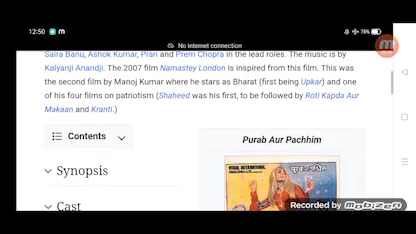 12:50
79%
No internet connection
Saira Banu, Ashok Kumar, Pran and Prem Chopra in the lead roles. The music is by
Kalyanji Anandji. The 2007 film Namastey London is inspired from this film. This was
the second film by Manoj Kumar where he stars as Bharat (first being Upkar) and one
of his four films on patriotism (Shaheed was his first, to be followed by Roti Kapda Aur
Makaan and Kranti.)
Contents
Purab Aur Pachhim
Synopsis
Cast
Recorded by mobizen